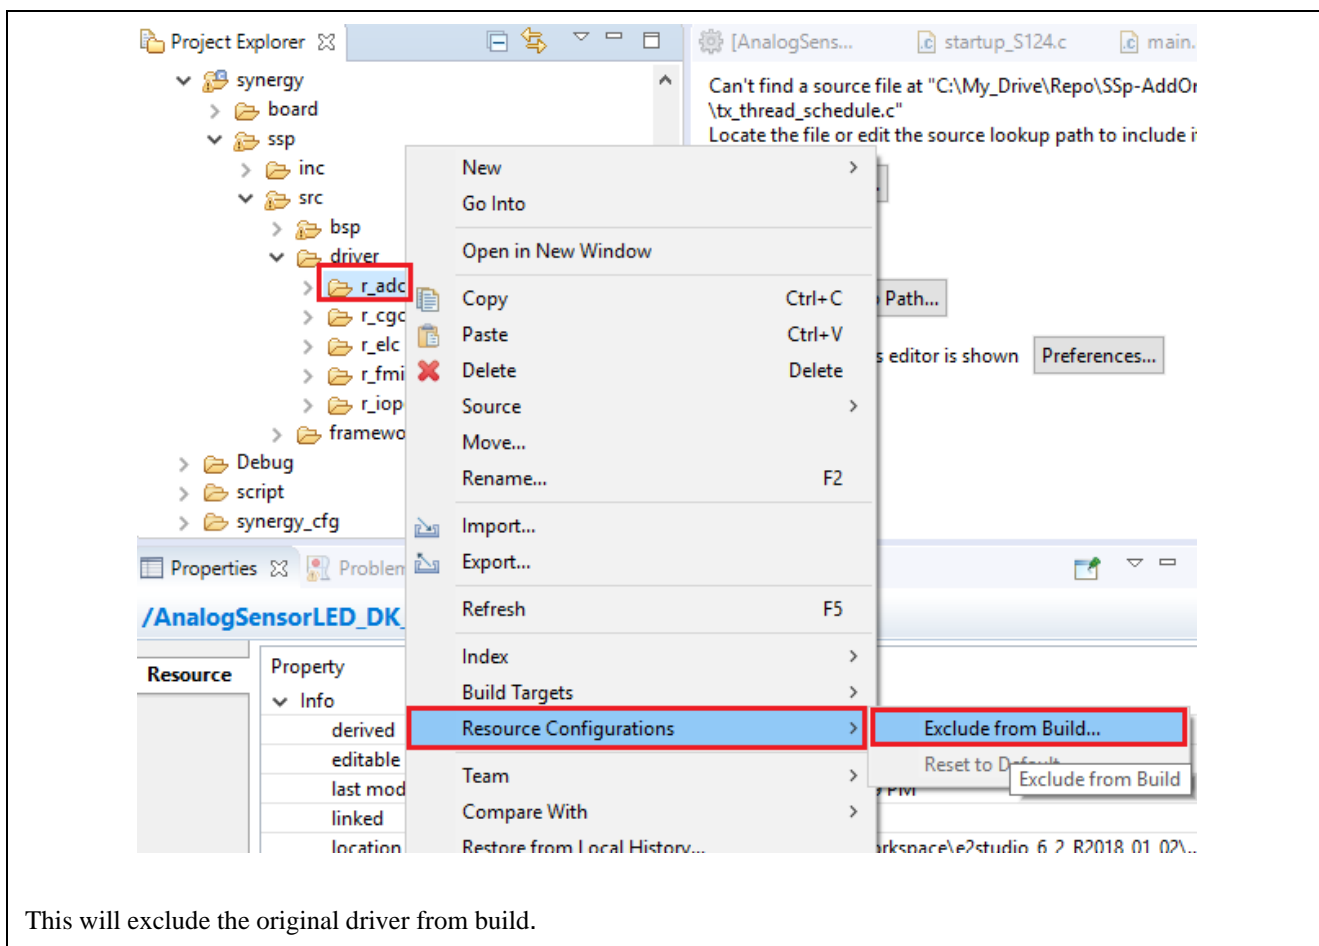 Project Explorer
[AnalogSens...
startup_S124.c
main.
synergy
board
ssp
inc
src
bsp
driver
r_adc
r_cgc
r_elc
r_fmi
r_iop
framewo
Debug
script
synergy_cfg
Can't find a source file at "C:\My_Drive\Repo\SSp-AddOr
\tx_thread_schedule.c"
Locate the file or edit the source lookup path to include i
Path...
s editor is shown Preferences...
New
Go Into
Open in New Window
Copy Ctrl+C
Paste Ctrl+V
Delete Delete
Source
Move...
Rename... F2
Import...
Export...
Refresh F5
Index
Build Targets
Resource Configurations
Team
Compare With
Restore from Local History...
Exclude from Build...
Reset to Default
Exclude from Build
Properties
Problem
/AnalogSensorLED_DK_
Resource
Property
Info
derived
editable
last mod
PM
linked
location
orkspace\e2studio_6_2_R2018_01_02\..
This will exclude the original driver from build.